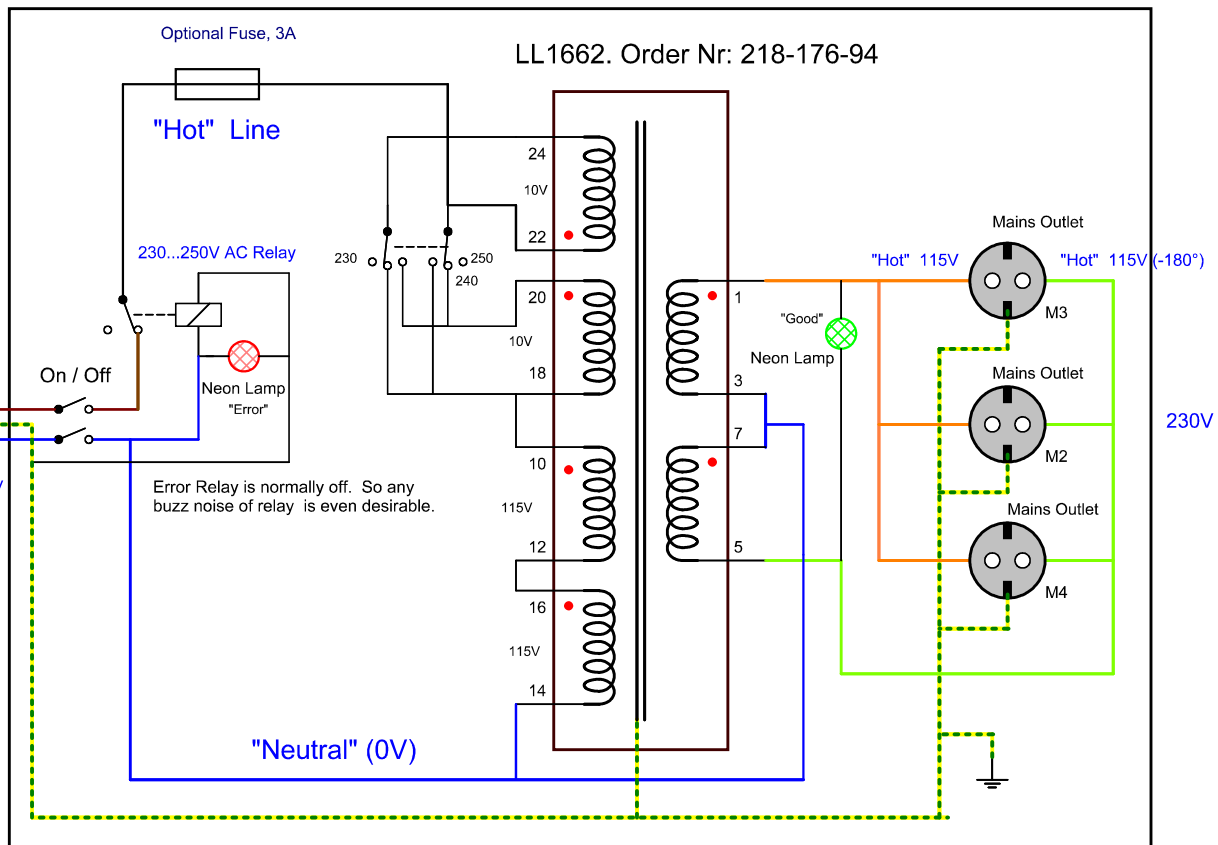 Optional Fuse, 3A
LL1662. Order Nr: 218-176-94
"Hot" Line
24
10V
22
230...250V AC Relay
230
250
240
20
10V
18
1
3
7
5
"Good"
Neon Lamp
Mains Outlet
"Hot" 115V
"Hot" 115V (-180°)
M3
On / Off
Neon Lamp
"Error"
Mains Outlet
M2
230V
10
115V
12
Error Relay is normally off. So any
buzz noise of relay is even desirable.
Mains Outlet
M4
16
115V
14
"Neutral" (0V)